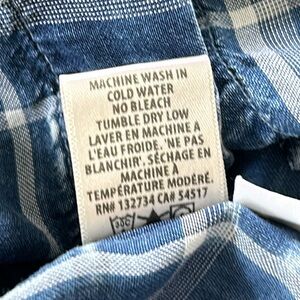 MACHINE WASH IN
COLD WATER
NO BLEACH
TUMBLE DRY LOW
LAVER EN MACHINE A
L'EAU FROIDE. 'NE PAS
BLANCHIR'. SÉCHAGE EN
MACHINE A
TEMPÉRATURE MODÉRÉ.
RN# 132734 CA# 54517